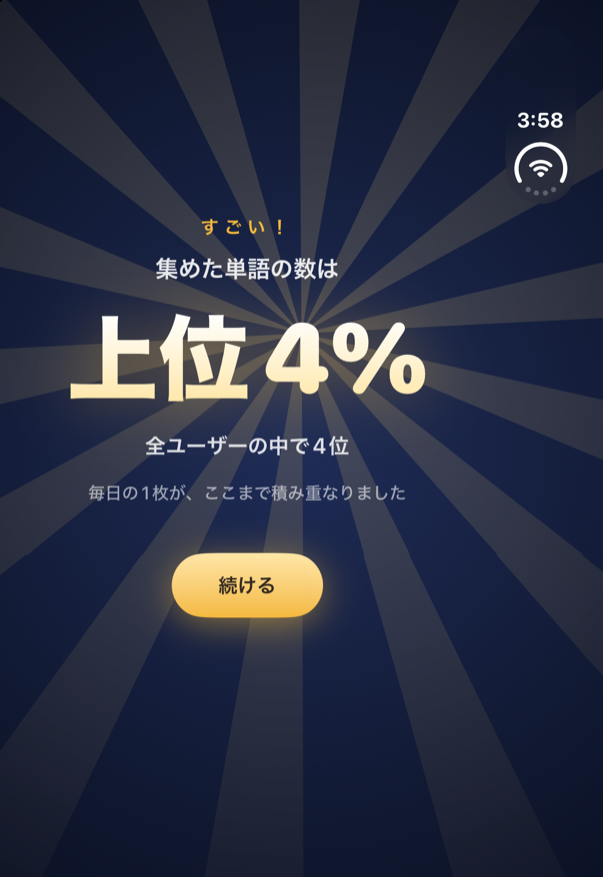 3:58
すごい！
集めた単語の数は
上位4%
全ユーザーの中で4位
毎日の1枚が、ここまで積み重なりました
続ける